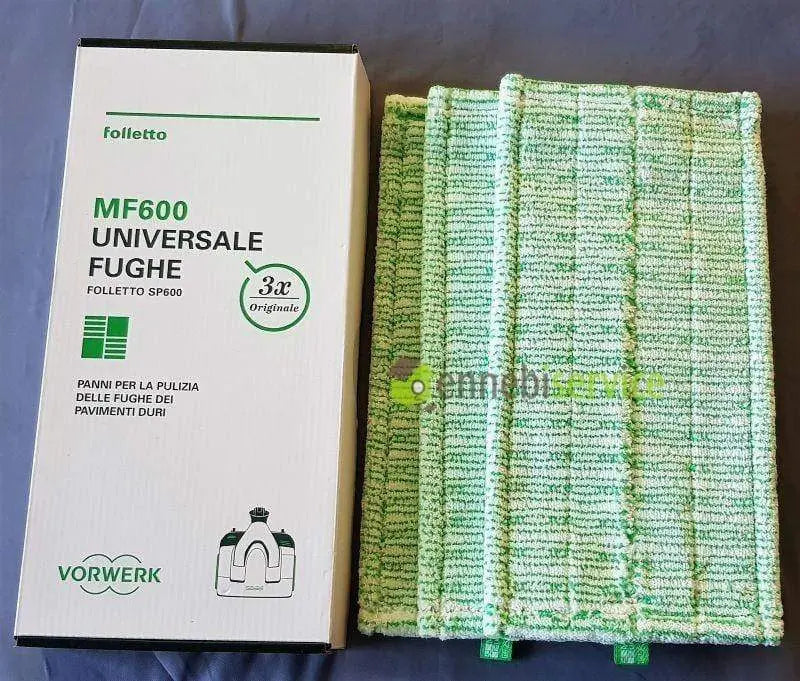 folletto
MF600
UNIVERSALE
FUGHE
FOLLETTO SP600
3x
Originale
PANNI PER LA PULIZIA
DELLE FUGHE DEI
PAVIMENTI DURI
VORWERK
ennebiservice